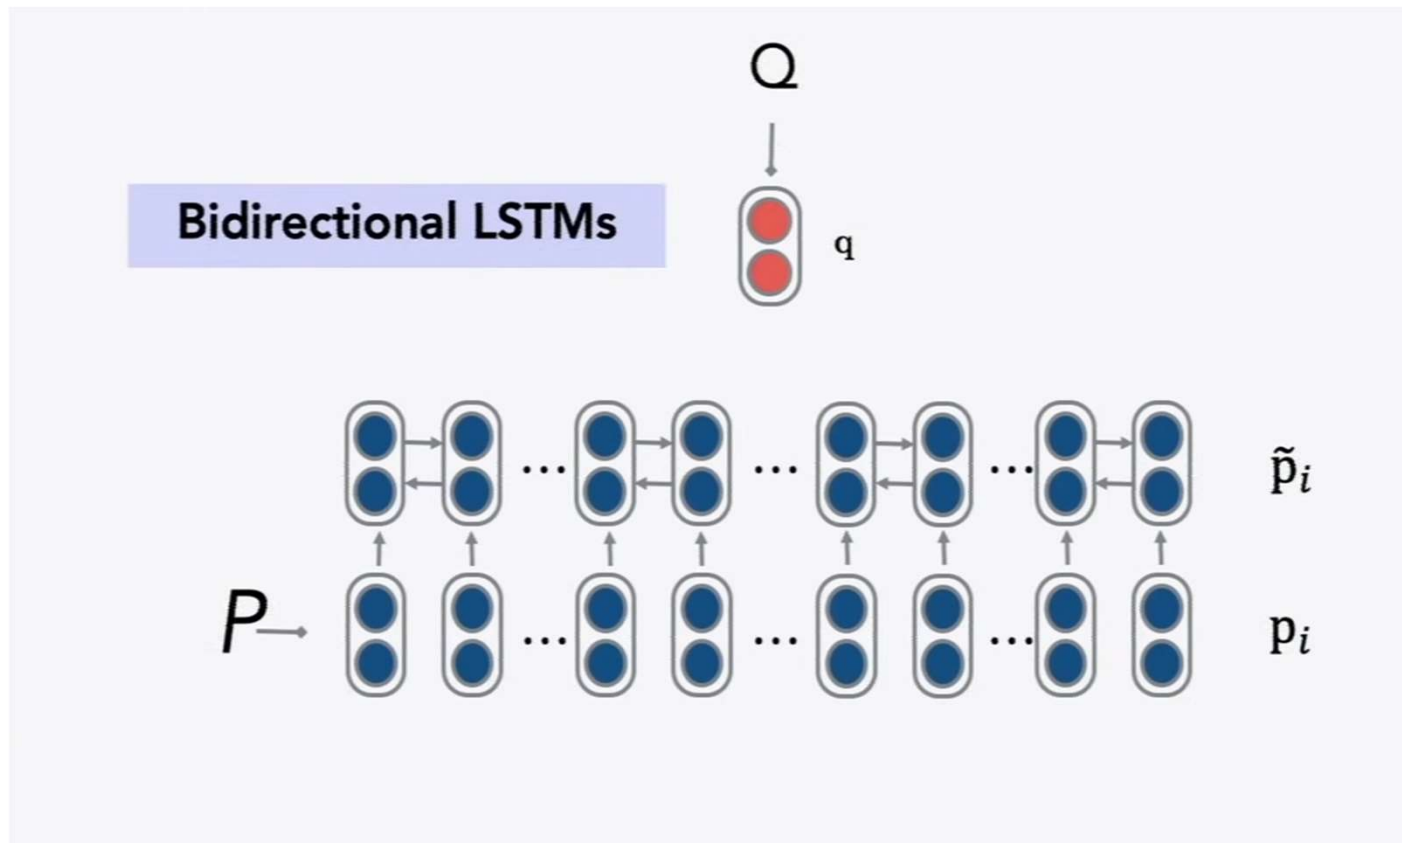 Q
Bidirectional LSTMs
q
... ... ... p̃ᵢ
P ... ... ... pᵢ